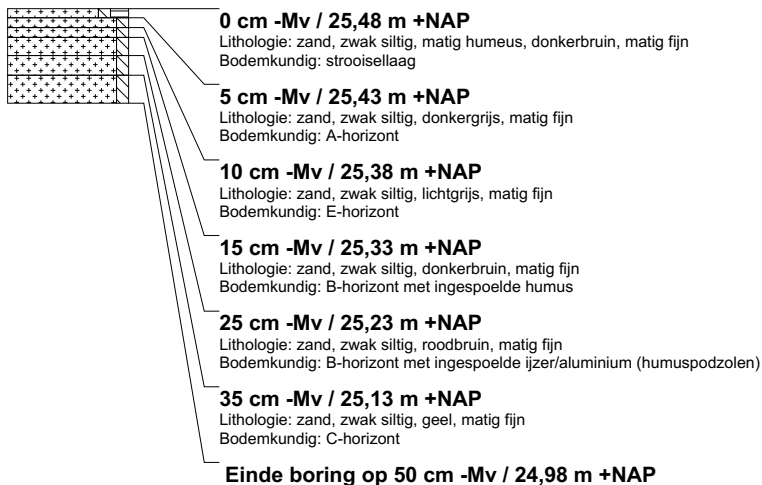 0 cm -Mv / 25,48 m +NAP
Lithologie: zand, zwak siltig, matig humeus, donkerbruin, matig fijn
Bodemkundig: strooisellaag
5 cm -Mv / 25,43 m +NAP
Lithologie: zand, zwak siltig, donkergrijs, matig fijn
Bodemkundig: A-horizont
10 cm -Mv / 25,38 m +NAP
Lithologie: zand, zwak siltig, lichtgrijs, matig fijn
Bodemkundig: E-horizont
15 cm -Mv / 25,33 m +NAP
Lithologie: zand, zwak siltig, donkerbruin, matig fijn
Bodemkundig: B-horizont met ingespoelde humus
25 cm -Mv / 25,23 m +NAP
Lithologie: zand, zwak siltig, roodbruin, matig fijn
Bodemkundig: B-horizont met ingespoelde ijzer/aluminium (humuspodzolen)
35 cm -Mv / 25,13 m +NAP
Lithologie: zand, zwak siltig, geel, matig fijn
Bodemkundig: C-horizont
Einde boring op 50 cm -Mv / 24,98 m +NAP